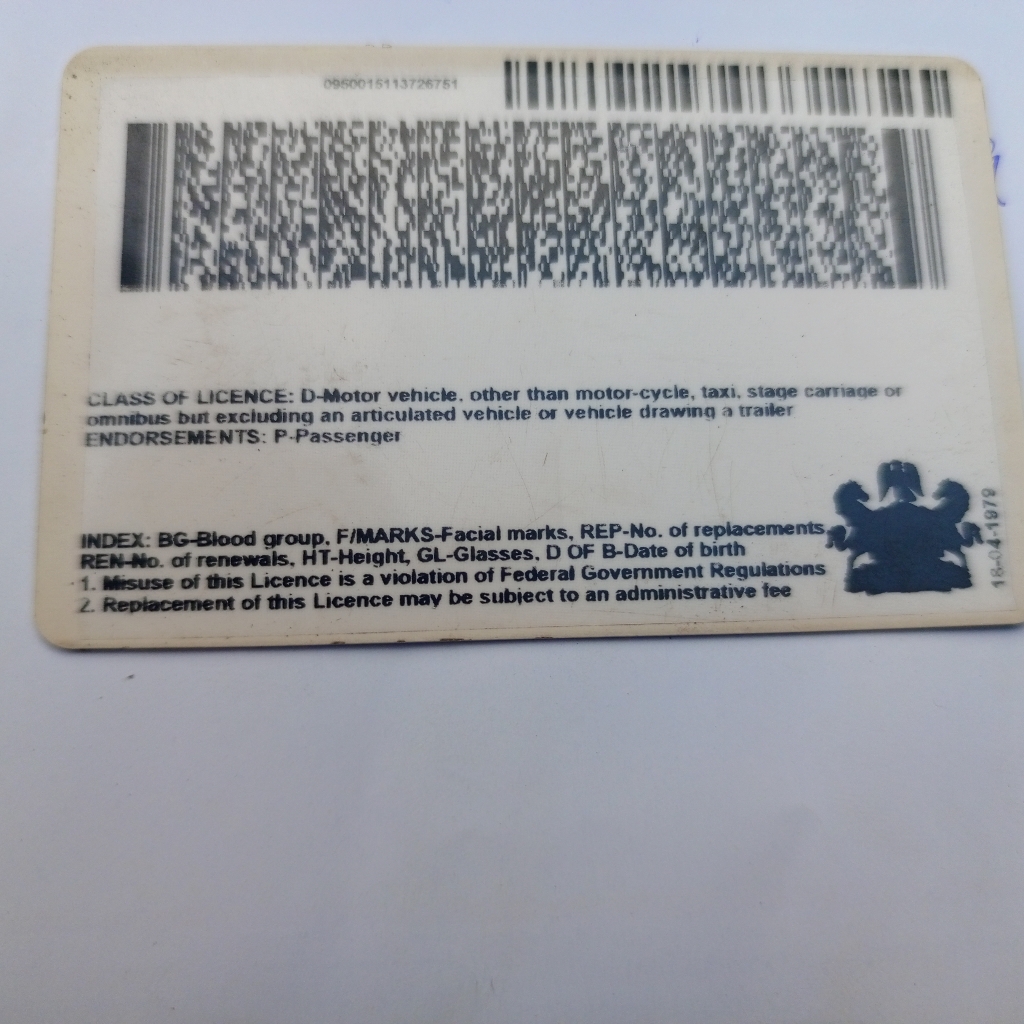 0950015113726751
CLASS OF LICENCE: D-Motor vehicle, other than motor-cycle, taxi, stage carriage or
omnibus but excluding an articulated vehicle or vehicle drawing a trailer
ENDORSEMENTS: P-Passenger
INDEX: BG-Blood group, F/MARKS-Facial marks, REP-No. of replacements,
REN-No. of renewals, HT-Height, GL-Glasses, D OF B-Date of birth
1. Misuse of this Licence is a violation of Federal Government Regulations
2. Replacement of this Licence may be subject to an administrative fee
18-04-1979